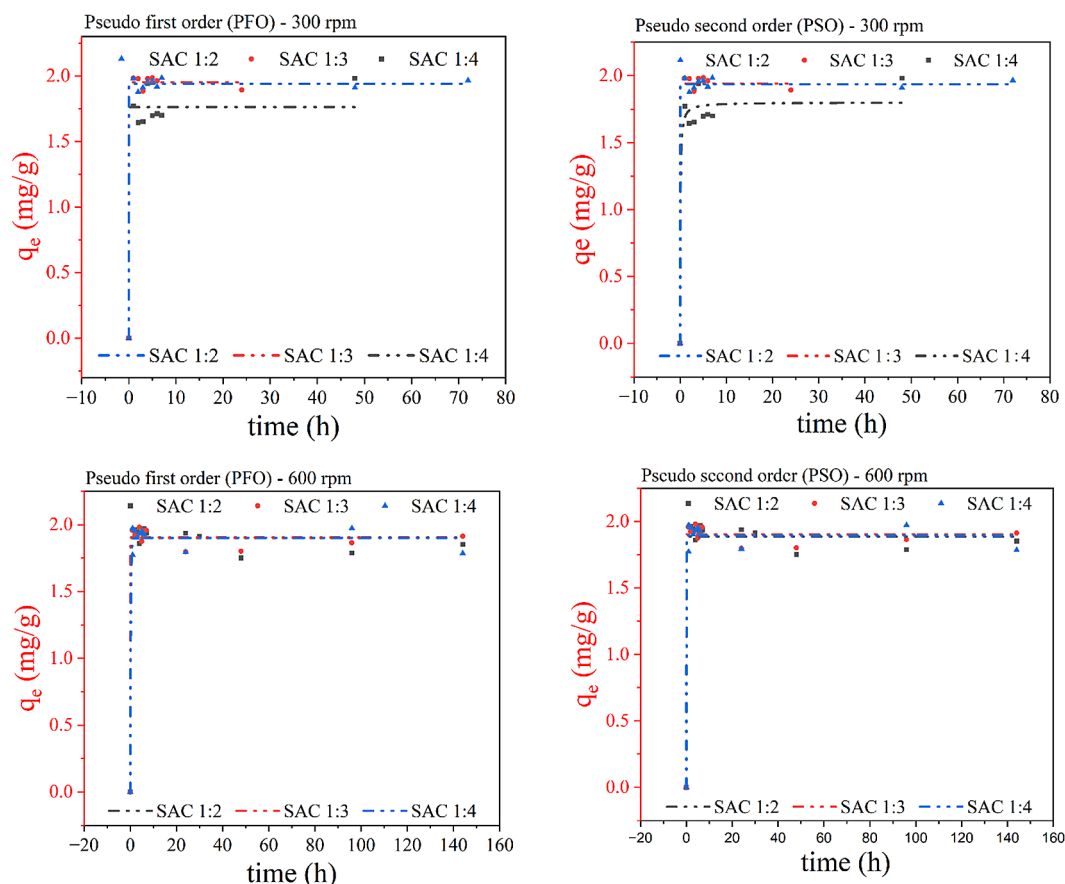 Pseudo first order (PFO) - 300 rpm
SAC 1:2 SAC 1:3 SAC 1:4
2.0
1.5
1.0
0.5
0.0
qe (mg/g)
SAC 1:2 SAC 1:3 SAC 1:4
−10 0 10 20 30 40 50 60 70 80
time (h)
Pseudo second order (PSO) - 300 rpm
SAC 1:2 SAC 1:3 SAC 1:4
2.0
1.5
1.0
0.5
0.0
qe (mg/g)
SAC 1:2 SAC 1:3 SAC 1:4
−10 0 10 20 30 40 50 60 70 80
time (h)
Pseudo first order (PFO) - 600 rpm
SAC 1:2 SAC 1:3 SAC 1:4
2.0
1.5
1.0
0.5
0.0
qe (mg/g)
SAC 1:2 SAC 1:3 SAC 1:4
−20 0 20 40 60 80 100 120 140 160
time (h)
Pseudo second order (PSO) - 600 rpm
SAC 1:2 SAC 1:3 SAC 1:4
2.0
1.5
1.0
0.5
0.0
qe (mg/g)
SAC 1:2 SAC 1:3 SAC 1:4
−20 0 20 40 60 80 100 120 140 160
time (h)